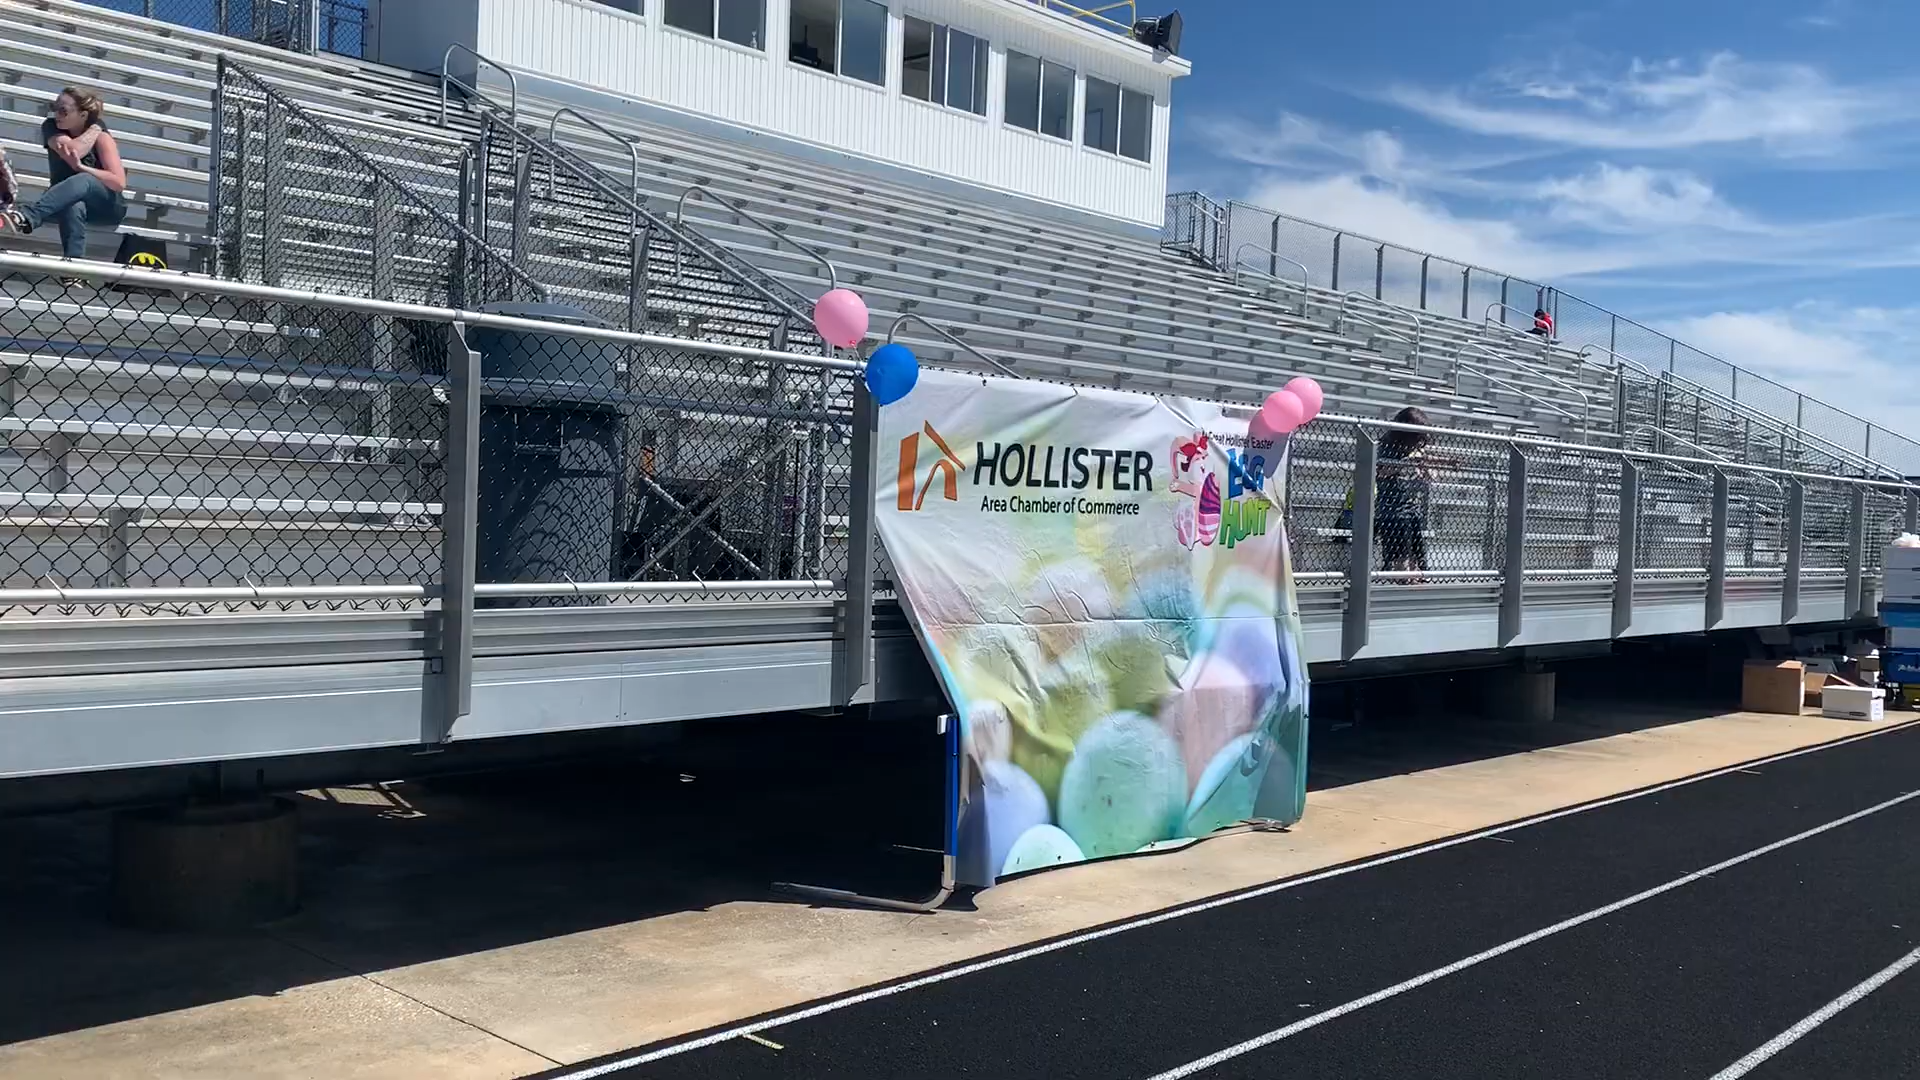 HOLLISTER
Area Chamber of Commerce
Great Hollister Easter
EGG
HUNT